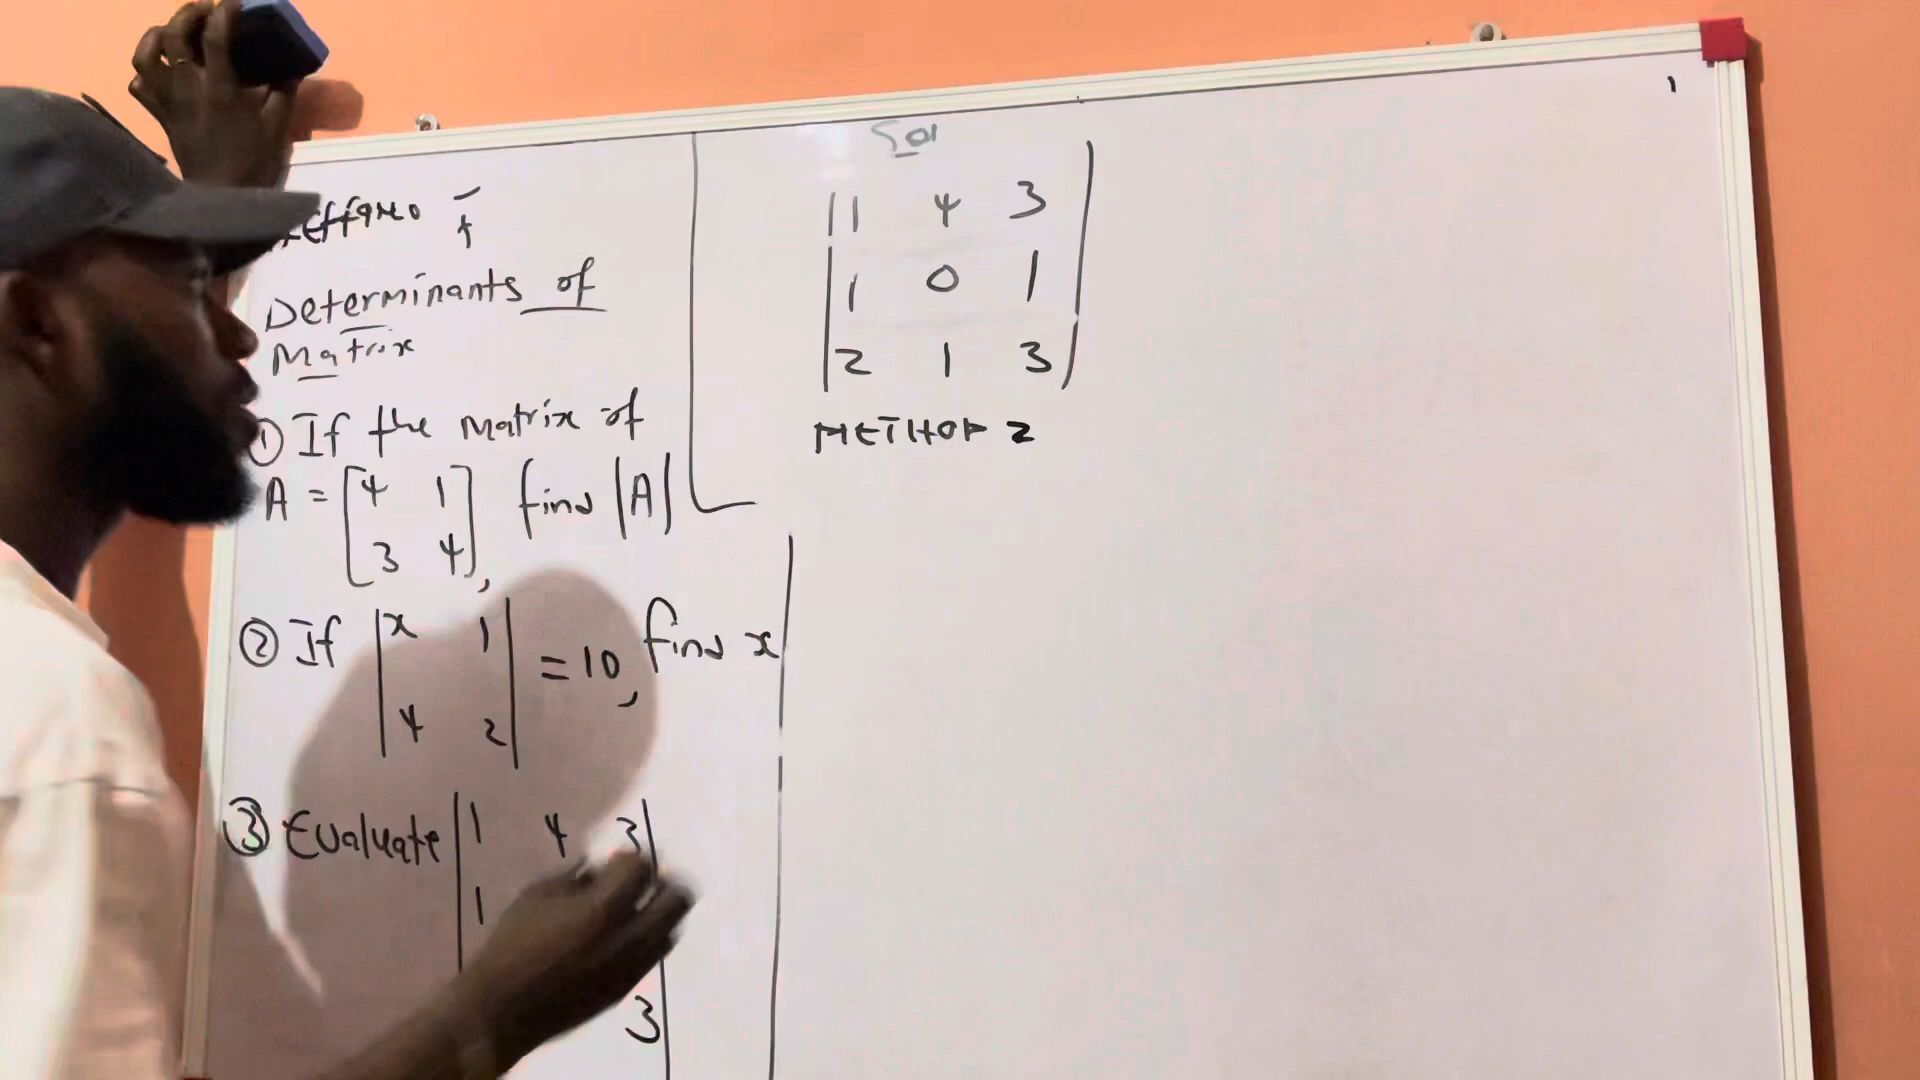 Determinants of
Matrix
① If the matrix of
A = [4 1
3 4], find |A|
② If |x 1
4 2| = 10, find x
③ Evaluate |1 4 3
1
3|
Sol
|1 4 3|
|1 0 1|
|2 1 3|
METHOD 2